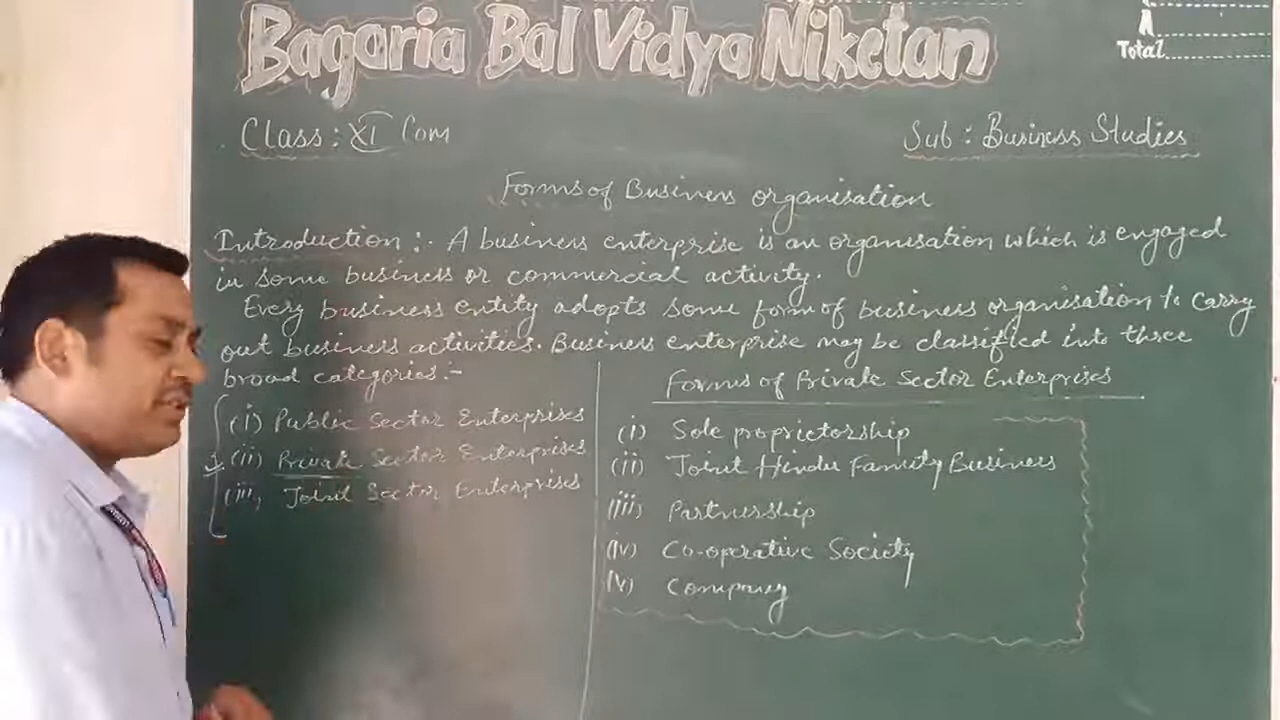 Bagaria Bal Vidya Niketan
A
Total
Class : XI Com
Sub : Business Studies
Forms of Business organisation
Introduction :- A business enterprise is an organisation which is engaged
in some business or commercial activity.
Every business entity adopts some form of business organisation to carry
out business activities. Business enterprise may be classified into three
broad categories :-
(i) Public Sector Enterprises
(ii) Private Sector Enterprises
(iii) Joint Sector Enterprises
Forms of Private Sector Enterprises
(i) Sole proprietorship
(ii) Joint Hindu Family Business
(iii) Partnership
(iv) Co-operative Society
(v) Company